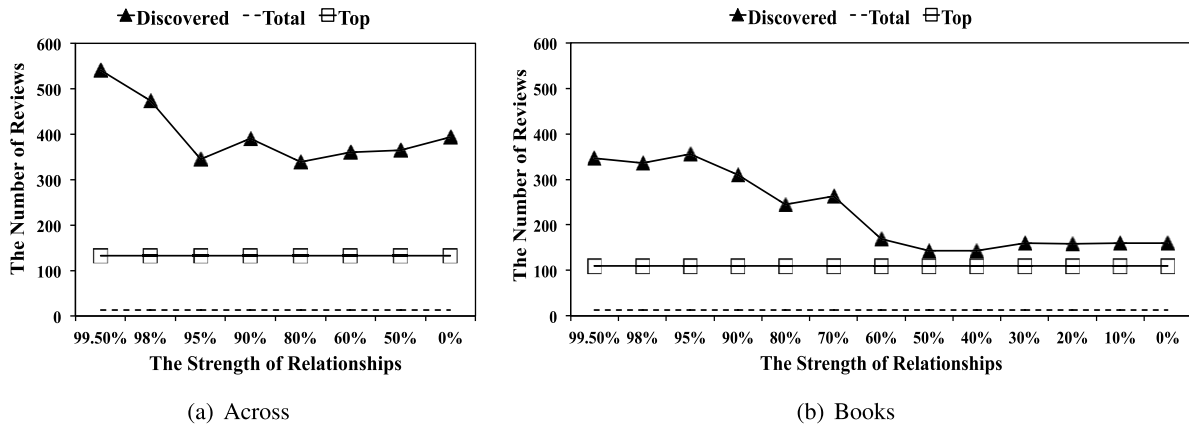 Discovered Total Top
The Number of Reviews
600
500
400
300
200
100
0
99.50% 98% 95% 90% 80% 60% 50% 0%
The Strength of Relationships
(a) Across
Discovered Total Top
The Number of Reviews
600
500
400
300
200
100
0
99.50% 98% 95% 90% 80% 70% 60% 50% 40% 30% 20% 10% 0%
The Strength of Relationships
(b) Books